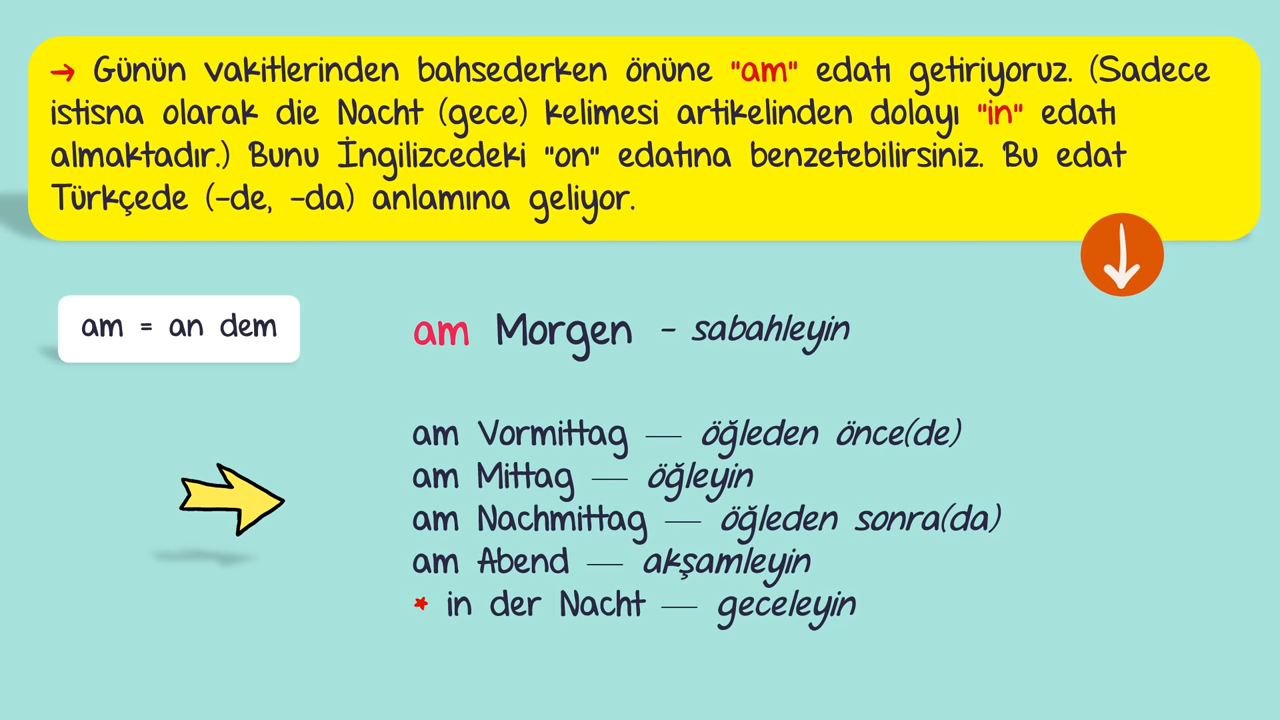 → Günün vakitlerinden bahsederken önüne "am" edatı getiriyoruz. (Sadece
istisna olarak die Nacht (gece) kelimesi artikelinden dolayı "in" edatı
almaktadır.) Bunu İngilizcedeki "on" edatına benzetebilirsiniz. Bu edat
Türkçede (-de, -da) anlamına geliyor.
am = an dem
am Morgen - sabahleyin
am Vormittag — öğleden önce(de)
am Mittag — öğleyin
am Nachmittag — öğleden sonra(da)
am Abend — akşamleyin
* in der Nacht — geceleyin